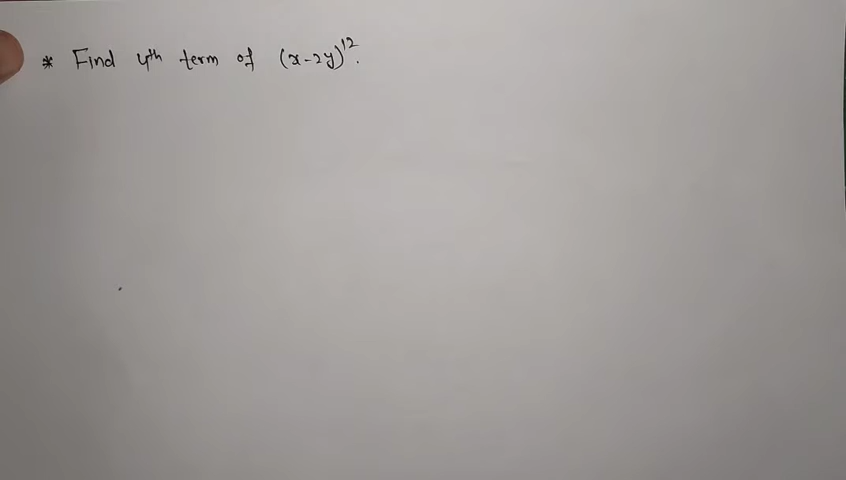 * Find 4th term of (x-2y)¹².